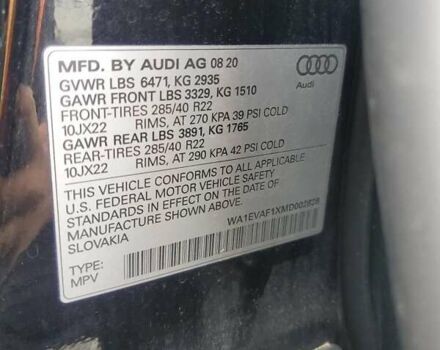 MFD. BY AUDI AG 08 20
GVWR LBS 6471, KG 2935
GAWR FRONT LBS 3329, KG 1510
FRONT-TIRES 285/40 R22
10JX22 RIMS, AT 270 KPA 39 PSI COLD
GAWR REAR LBS 3891, KG 1765
REAR-TIRES 285/40 R22
10JX22 RIMS, AT 290 KPA 42 PSI COLD
THIS VEHICLE CONFORMS TO ALL APPLICABLE
U.S. FEDERAL MOTOR VEHICLE SAFETY
STANDARDS IN EFFECT ON THE DATE OF
MANUFACTURE SHOWN ABOVE.
SLOVAKIA
WA1EVAF1XMD002828
TYPE:
MPV
Audi